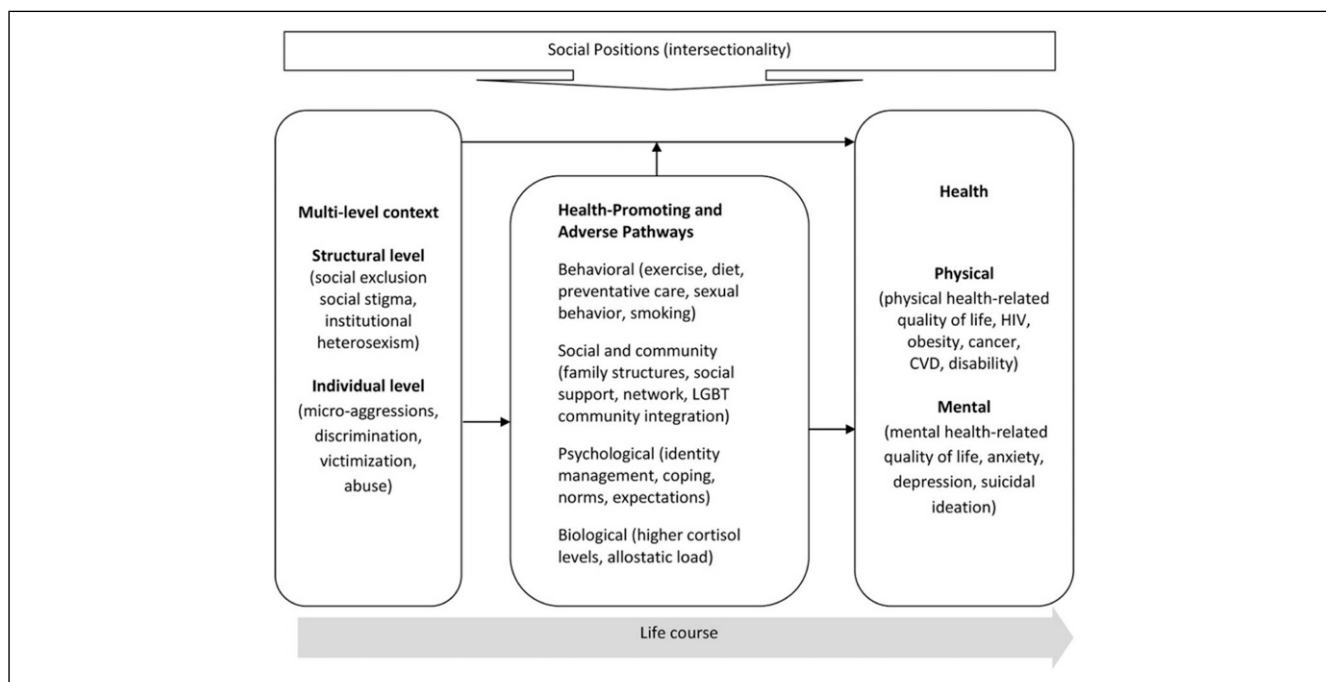 Social Positions (intersectionality)
Multi-level context
Structural level
(social exclusion
social stigma,
institutional
heterosexism)
Individual level
(micro-aggressions,
discrimination,
victimization,
abuse)
Health-Promoting and
Adverse Pathways
Behavioral (exercise, diet,
preventative care, sexual
behavior, smoking)
Social and community
(family structures, social
support, network, LGBT
community integration)
Psychological (identity
management, coping,
norms, expectations)
Biological (higher cortisol
levels, allostatic load)
Health
Physical
(physical health-related
quality of life, HIV,
obesity, cancer,
CVD, disability)
Mental
(mental health-related
quality of life, anxiety,
depression, suicidal
ideation)
Life course